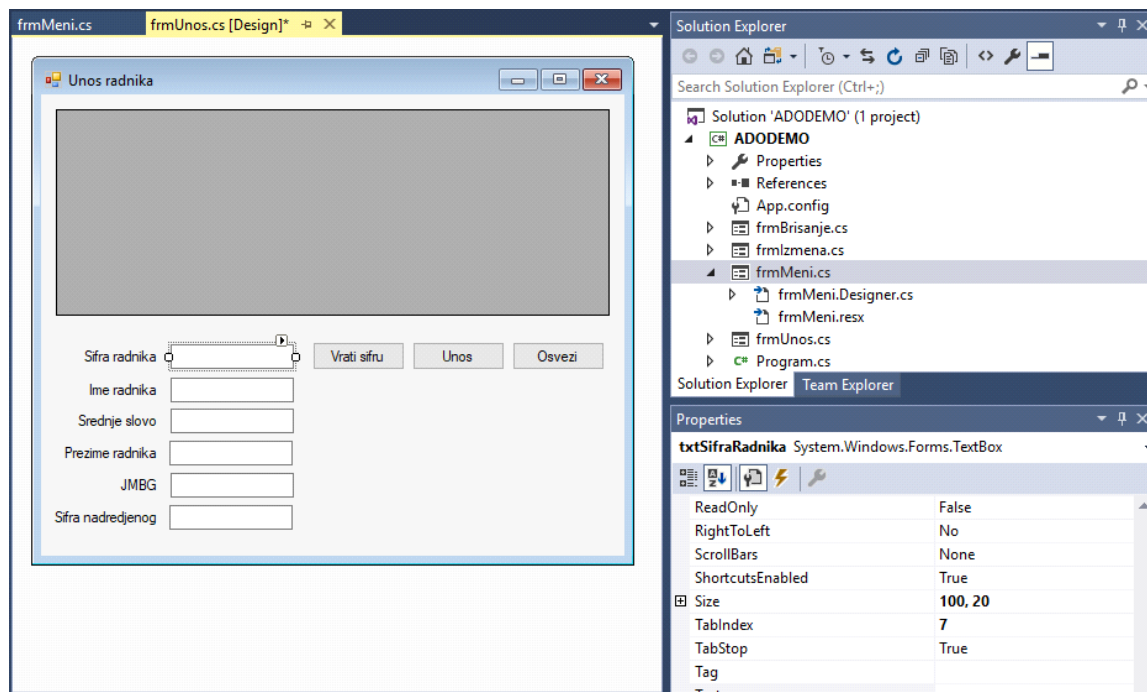 frmMeni.cs
frmUnos.cs [Design]*
Unos radnika
Sifra radnika
Vrati sifru
Unos
Osvezi
Ime radnika
Srednje slovo
Prezime radnika
JMBG
Sifra nadredjenog
Solution Explorer
Search Solution Explorer (Ctrl+;)
Solution 'ADODEMO' (1 project)
C# ADODEMO
Properties
References
App.config
frmBrisanje.cs
frmIzmena.cs
frmMeni.cs
frmMeni.Designer.cs
frmMeni.resx
frmUnos.cs
C# Program.cs
Solution Explorer Team Explorer
Properties
txtSifraRadnika System.Windows.Forms.TextBox
ReadOnly False
RightToLeft No
ScrollBars None
ShortcutsEnabled True
Size 100, 20
TabIndex 7
TabStop True
Tag